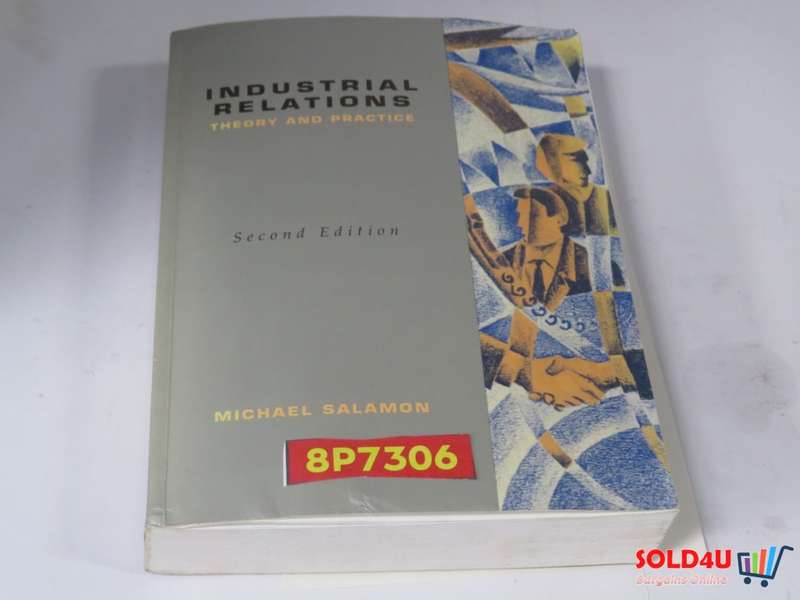 INDUSTRIAL
RELATIONS
THEORY AND PRACTICE
Second Edition
MICHAEL SALAMON
8P7306
SOLD4U
Bargains Online